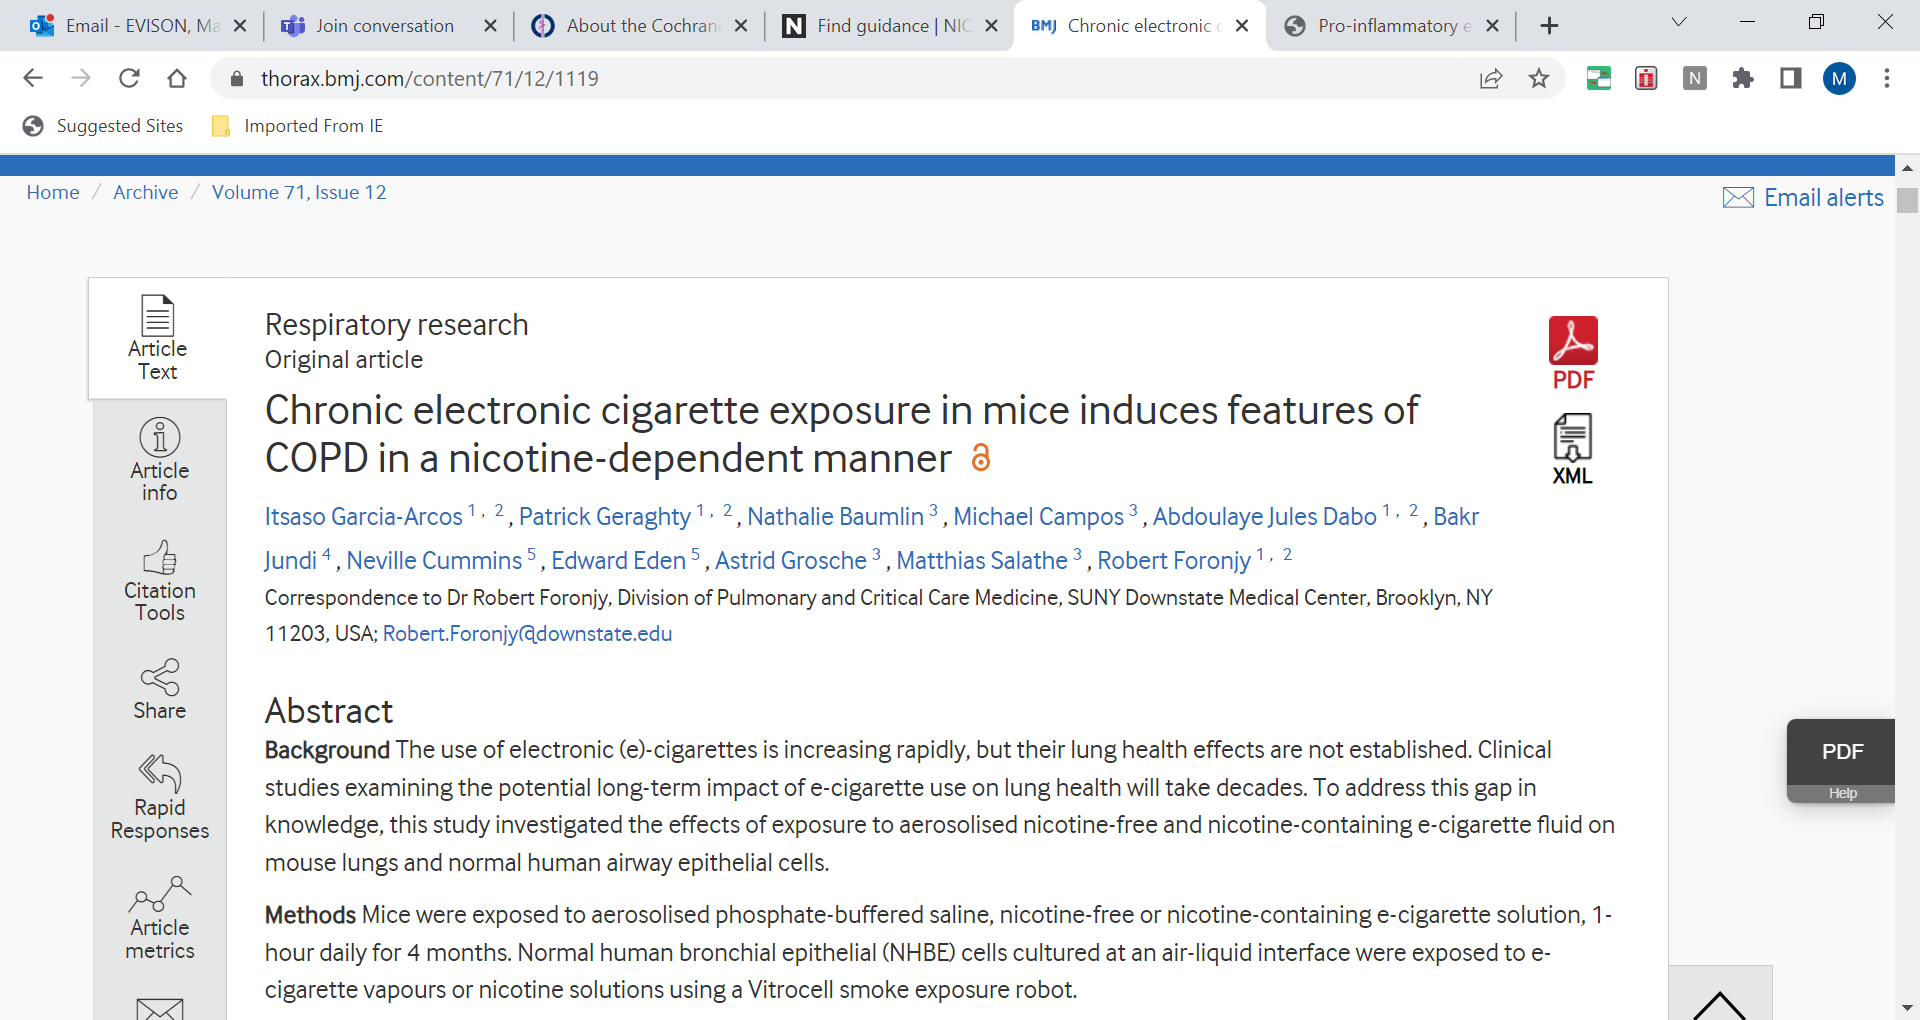 Email - EVISON, Ma
Join conversation
About the Cochran
Find guidance | NIC
BMJ Chronic electronic c
Pro-inflammatory e
thorax.bmj.com/content/71/12/1119
N
M
Suggested Sites
Imported From IE
Home / Archive / Volume 71, Issue 12
Email alerts
Article
Text
Article
info
Citation
Tools
Share
Rapid
Responses
Article
metrics
Respiratory research
Original article
Chronic electronic cigarette exposure in mice induces features of
COPD in a nicotine-dependent manner
Itsaso Garcia-Arcos 1, 2, Patrick Geraghty 1, 2, Nathalie Baumlin 3, Michael Campos 3, Abdoulaye Jules Dabo 1, 2, Bakr
Jundi 4, Neville Cummins 5, Edward Eden 5, Astrid Grosche 3, Matthias Salathe 3, Robert Foronjy 1, 2
Correspondence to Dr Robert Foronjy, Division of Pulmonary and Critical Care Medicine, SUNY Downstate Medical Center, Brooklyn, NY
11203, USA; Robert.Foronjy@downstate.edu
PDF
XML
Abstract
Background The use of electronic (e)-cigarettes is increasing rapidly, but their lung health effects are not established. Clinical
studies examining the potential long-term impact of e-cigarette use on lung health will take decades. To address this gap in
knowledge, this study investigated the effects of exposure to aerosolised nicotine-free and nicotine-containing e-cigarette fluid on
mouse lungs and normal human airway epithelial cells.
Methods Mice were exposed to aerosolised phosphate-buffered saline, nicotine-free or nicotine-containing e-cigarette solution, 1-
hour daily for 4 months. Normal human bronchial epithelial (NHBE) cells cultured at an air-liquid interface were exposed to e-
cigarette vapours or nicotine solutions using a Vitrocell smoke exposure robot.
PDF
Help